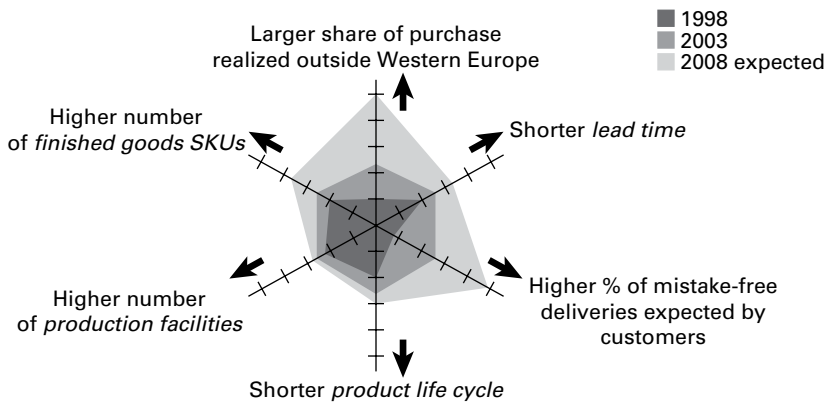 1998
2003
2008 expected
Larger share of purchase
realized outside Western Europe
Higher number
of finished goods SKUs
Shorter lead time
Higher number
of production facilities
Higher % of mistake-free
deliveries expected by
customers
Shorter product life cycle